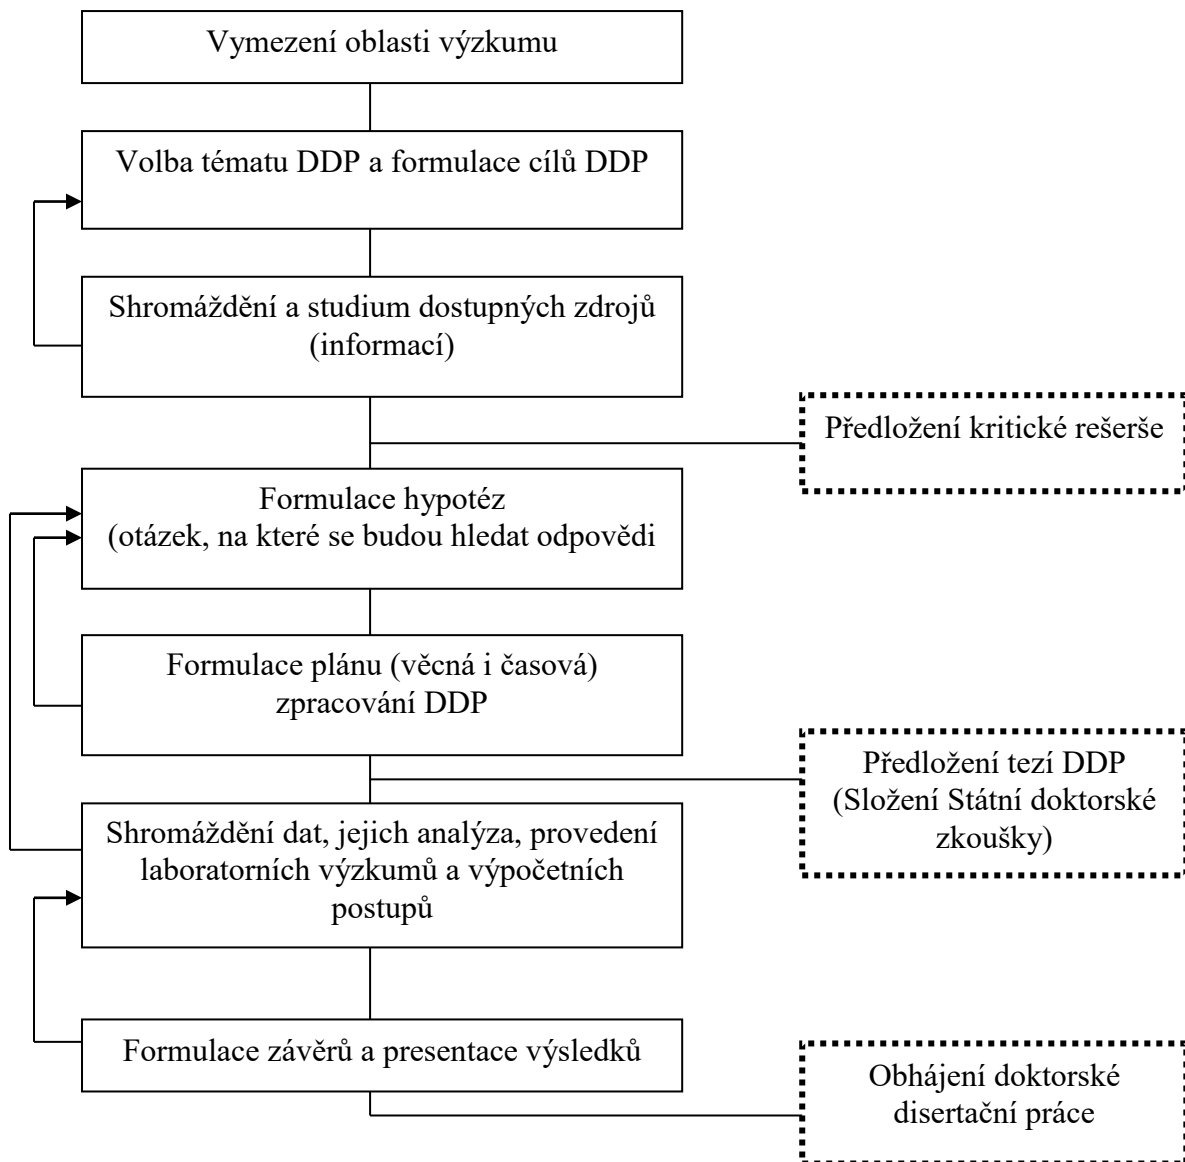 Vymezení oblasti výzkumu
Volba tématu DDP a formulace cílů DDP
Shromáždění a studium dostupných zdrojů
(informací)
Předložení kritické rešerše
Formulace hypotéz
(otázek, na které se budou hledat odpovědi
Formulace plánu (věcná i časová)
zpracování DDP
Předložení tezí DDP
(Složení Státní doktorské
zkoušky)
Shromáždění dat, jejich analýza, provedení
laboratorních výzkumů a výpočetních
postupů
Formulace závěrů a presentace výsledků
Obhájení doktorské
disertační práce